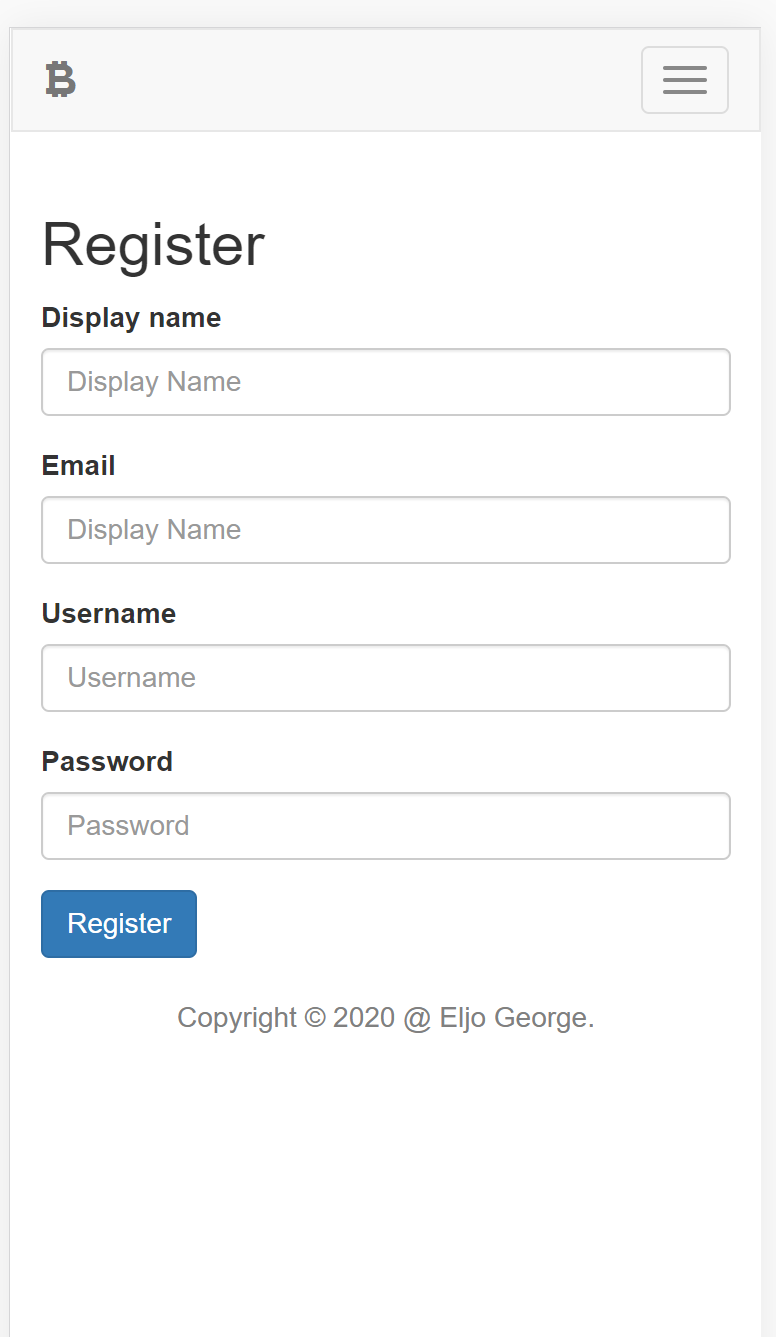 Register
Display name
Display Name
Email
Display Name
Username
Username
Password
Password
Register
Copyright © 2020 @ Eljo George.